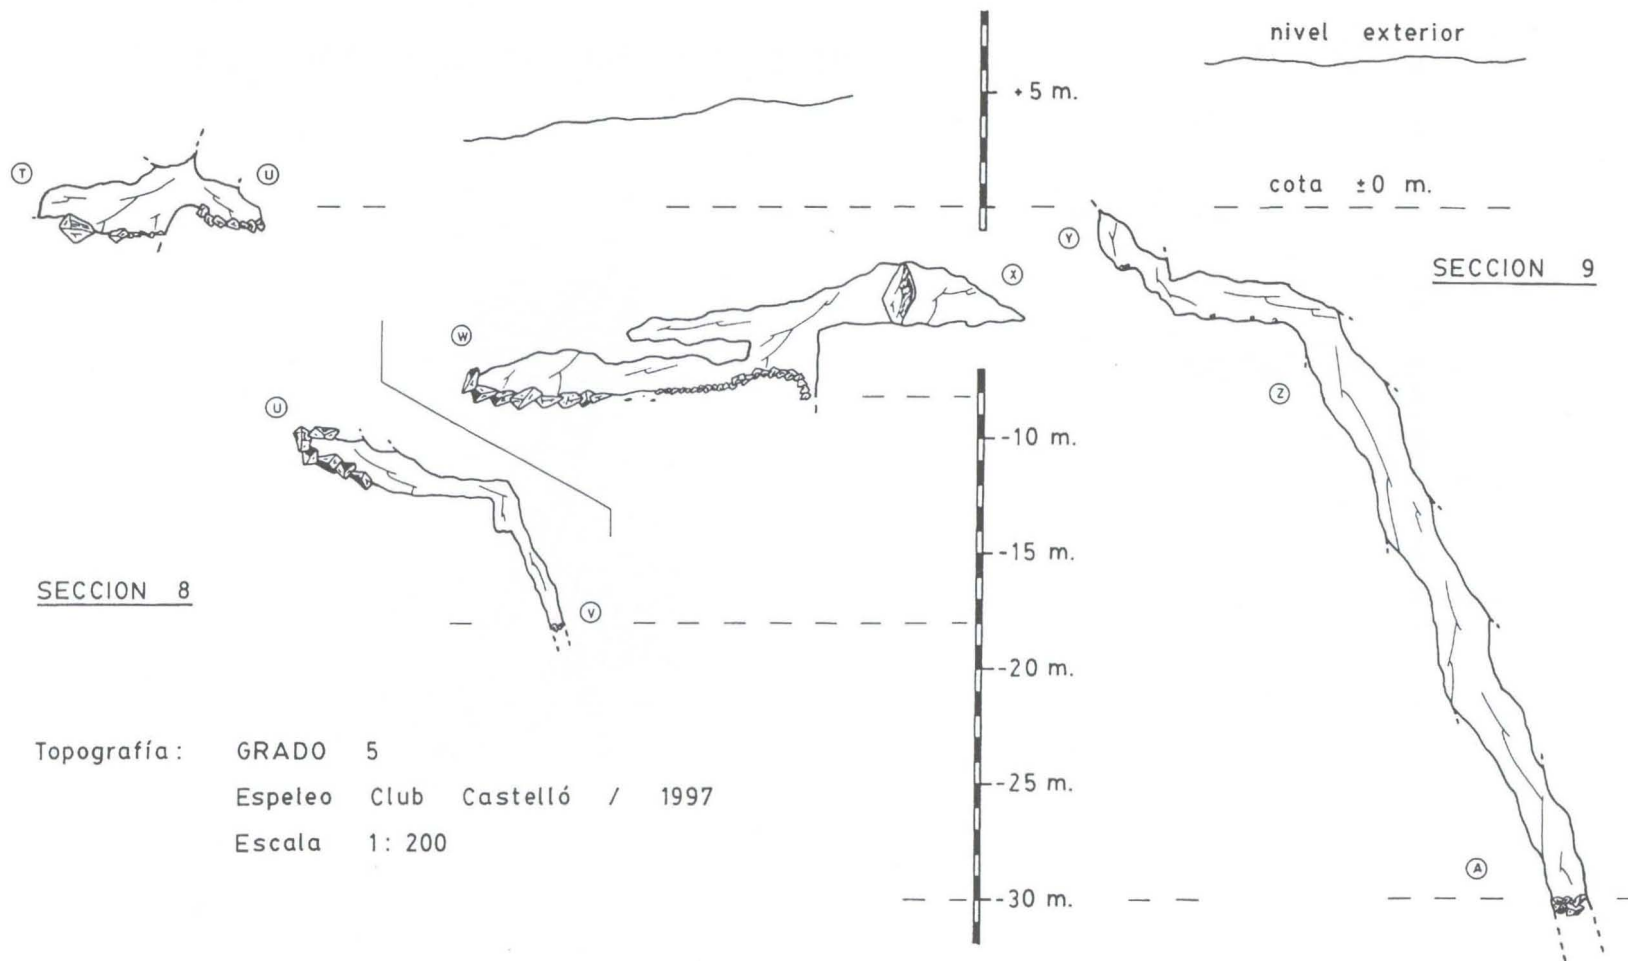 nivel exterior
+5 m.
T
U
cota ±0 m.
Y
SECCION 9
X
W
Z
U
-10 m.
-15 m.
SECCION 8
V
-20 m.
Topografía: GRADO 5
-25 m.
Espeleo Club Castelló / 1997
Escala 1:200
A
-30 m.